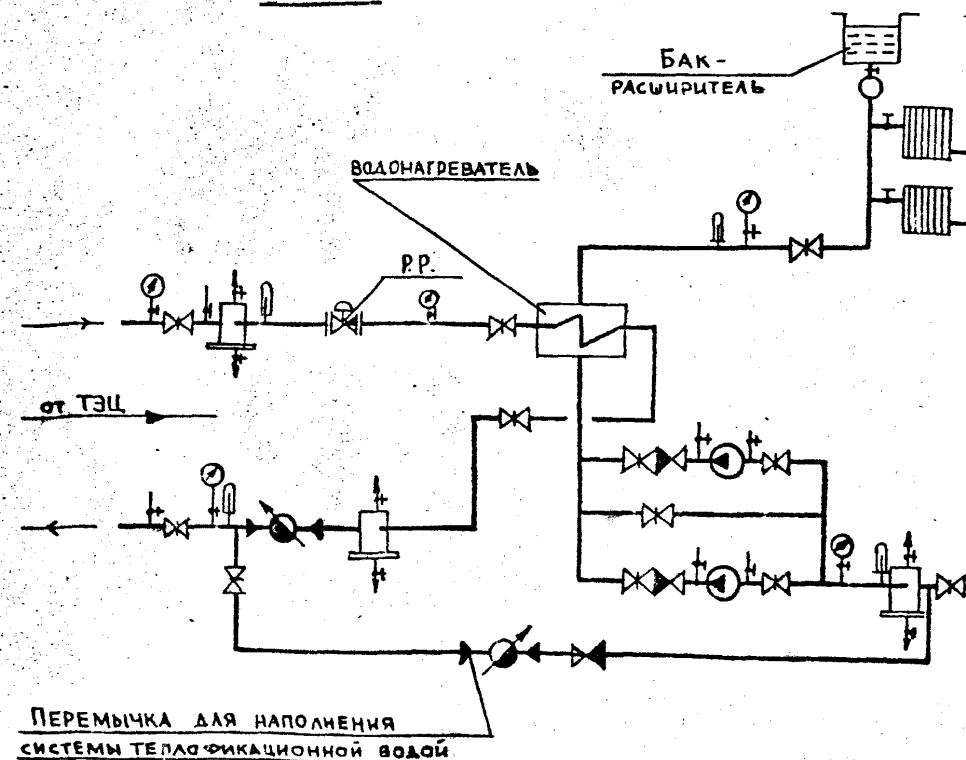 БАК-
РАСШИРИТЕЛЬ
ВОДОНАГРЕВАТЕЛЬ
Р.Р.
ОТ ТЭЦ
ПЕРЕМЫЧКА ДЛЯ НАПОЛНЕНИЯ
СИСТЕМЫ ТЕПЛОФИКАЦИОННОЙ ВОДОЙ